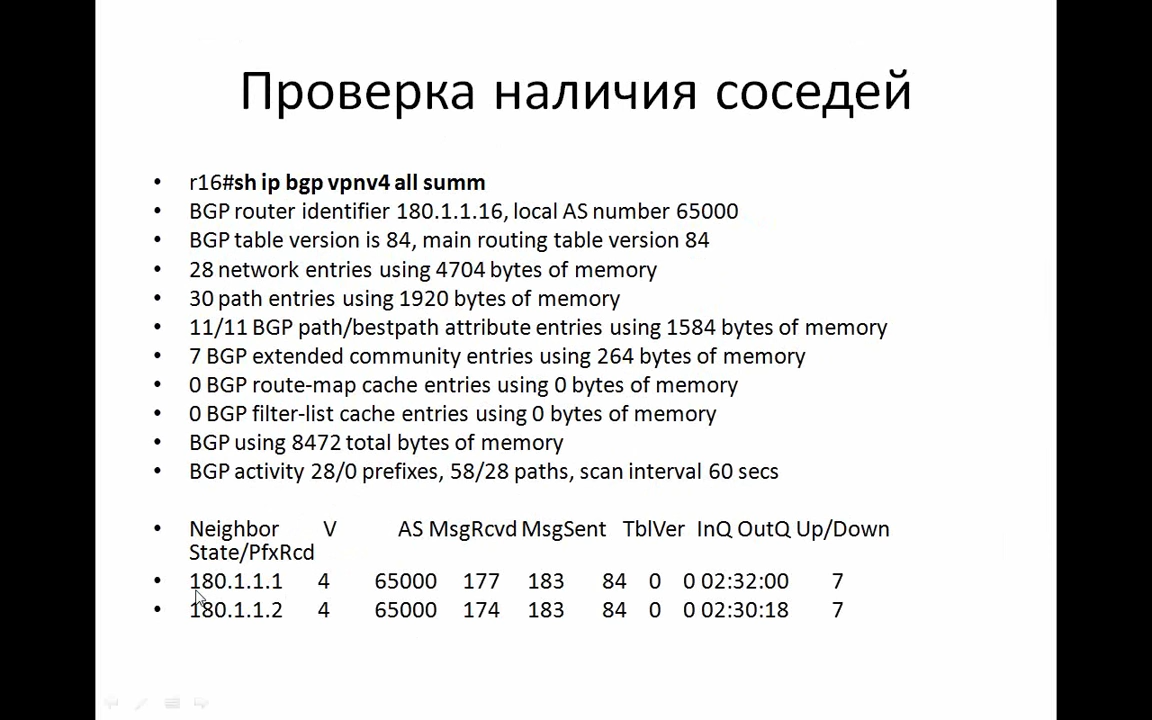 Проверка наличия соседей
• r16#sh ip bgp vpnv4 all summ
• BGP router identifier 180.1.1.16, local AS number 65000
• BGP table version is 84, main routing table version 84
• 28 network entries using 4704 bytes of memory
• 30 path entries using 1920 bytes of memory
• 11/11 BGP path/bestpath attribute entries using 1584 bytes of memory
• 7 BGP extended community entries using 264 bytes of memory
• 0 BGP route-map cache entries using 0 bytes of memory
• 0 BGP filter-list cache entries using 0 bytes of memory
• BGP using 8472 total bytes of memory
• BGP activity 28/0 prefixes, 58/28 paths, scan interval 60 secs
• Neighbor V AS MsgRcvd MsgSent TblVer InQ OutQ Up/Down
State/PfxRcd
• 180.1.1.1 4 65000 177 183 84 0 0 02:32:00 7
• 180.1.1.2 4 65000 174 183 84 0 0 02:30:18 7